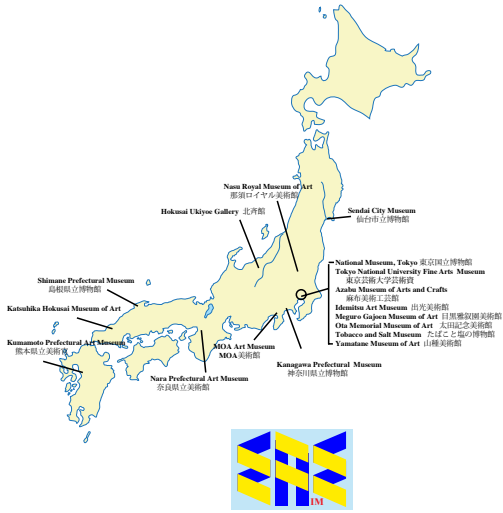 Nasu Royal Museum of Art
那須ロイヤル美術館
Hokusai Ukiyoe Gallery 北斉館
Sendai City Museum
仙台市立博物館
National Museum, Tokyo 東京国立博物館
Tokyo National University Fine Arts Museum
東京芸術大学芸術資
Azabu Museum of Arts and Crafts
麻布美術工芸館
Idemitsu Art Museum 出光美術館
Meguro Gajoen Museum of Art 目黒雅叙園美術館
Ota Memorial Museum of Art 太田記念美術館
Tobacco and Salt Museum たばこと塩の博物館
Yamatane Museum of Art 山種美術館
Shimane Prefectural Museum
島根県立博物館
Katsuhika Hokusai Museum of Art
Kumamoto Prefectural Art Museum
熊本県立美術
MOA Art Museum
MOA美術館
Kanagawa Prefectural Museum
神奈川県立博物館
Nara Prefectural Art Museum
奈良県立美術館
IM